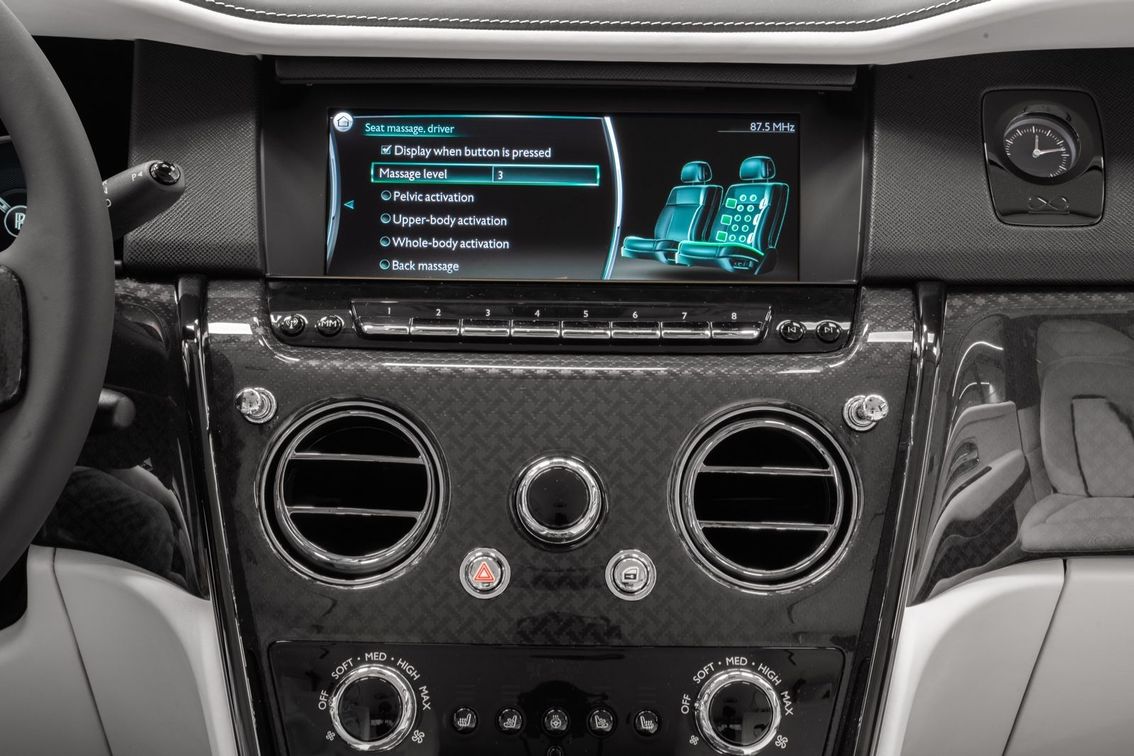 Seat massage, driver
87.5 MHz
Display when button is pressed
Massage level 3
Pelvic activation
Upper-body activation
Whole-body activation
Back massage
P
1 2 3 4 5 6 7 8
OFF SOFT • MED • HIGH MAX
OFF SOFT • MED • HIGH MAX